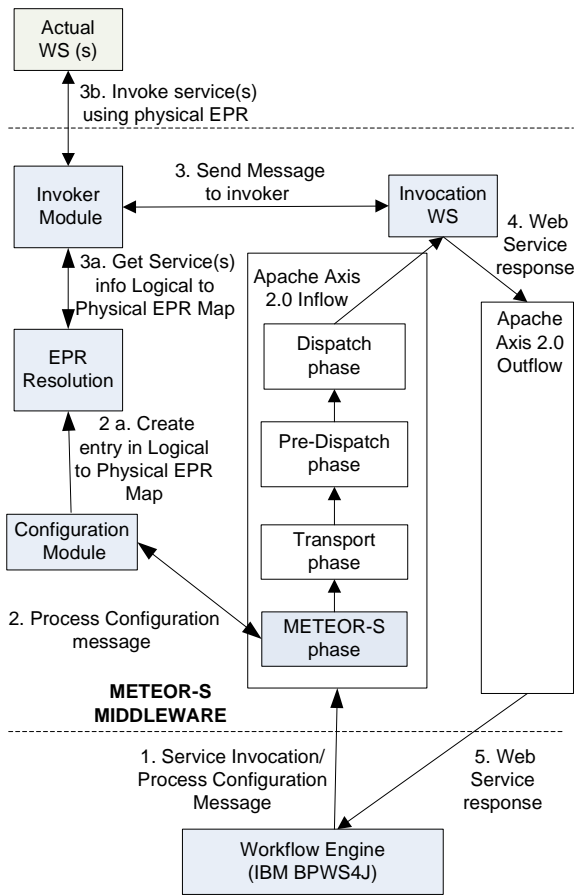 Actual
WS (s)
3b. Invoke service(s)
using physical EPR
Invoker
Module
3. Send Message
to invoker
Invocation
WS
4. Web
Service
response
3a. Get Service(s)
info Logical to
Physical EPR Map
Apache Axis
2.0 Inflow
Apache
Axis 2.0
Outflow
Dispatch
phase
EPR
Resolution
2 a. Create
entry in Logical
to Physical EPR
Map
Pre-Dispatch
phase
Configuration
Module
Transport
phase
2. Process Configuration
message
METEOR-S
phase
METEOR-S
MIDDLEWARE
1. Service Invocation/
Process Configuration
Message
5. Web
Service
response
Workflow Engine
(IBM BPWS4J)